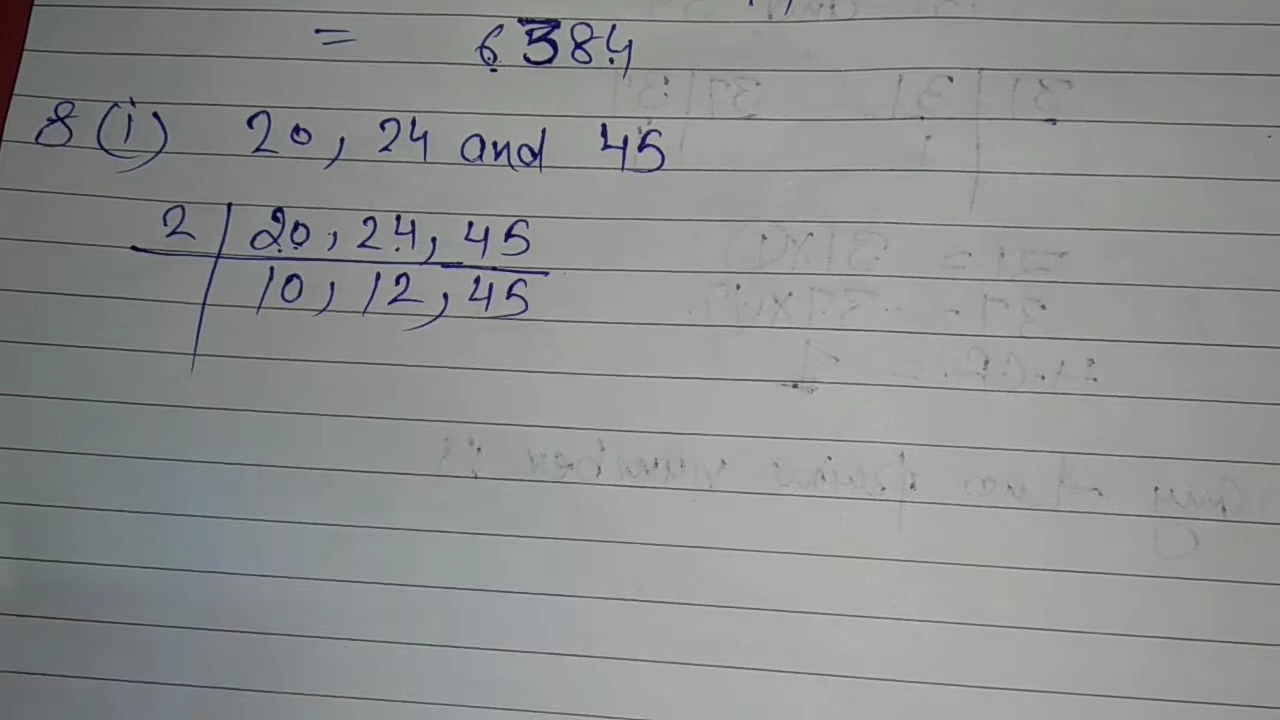 = 6384
8 (i) 20, 24 and 45
2 | 20, 24, 45
10, 12, 45